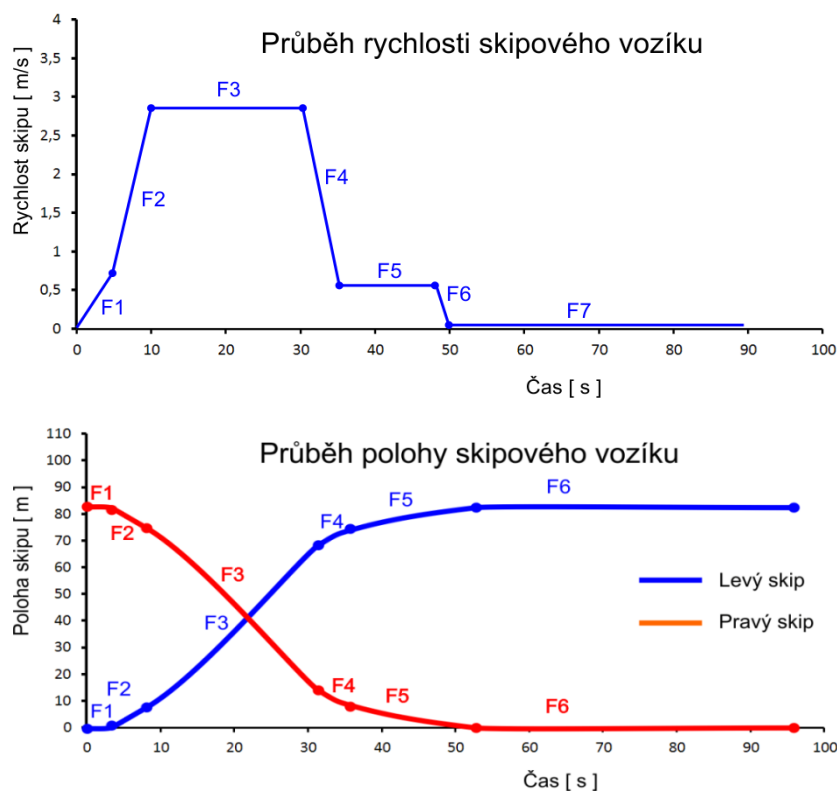 Průběh rychlosti skipového vozíku
Rychlost skipu [ m/s ]
4
3,5
3
2,5
2
1,5
1
0,5
0
F1
F2
F3
F4
F5
F6
F7
0 10 20 30 40 50 60 70 80 90 100
Čas [ s ]
Průběh polohy skipového vozíku
Poloha skipu [ m ]
110
100
90
80
70
60
50
40
30
20
10
0
F1
F2
F3
F4
F5
F6
F1
F2
F3
F4
F5
F6
Levý skip
Pravý skip
0 10 20 30 40 50 60 70 80 90 100
Čas [ s ]